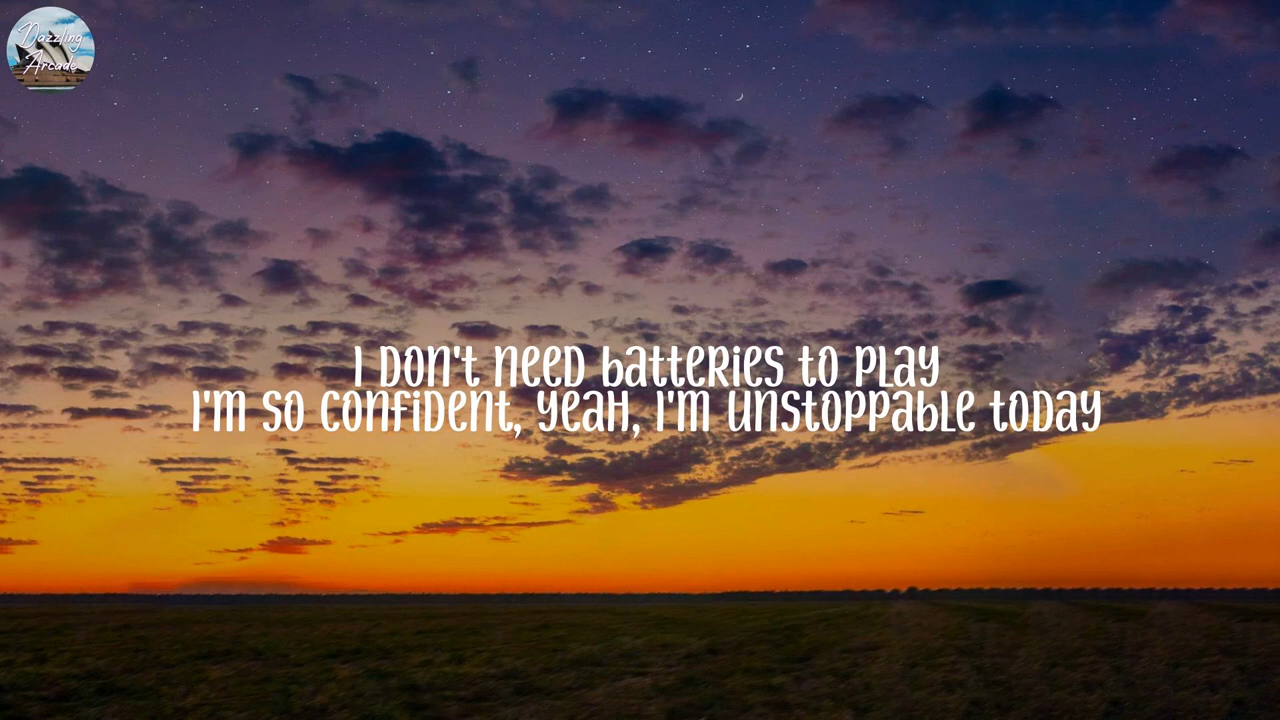 Dazzling
Arcade
I DON'T NEED BATTERIES TO PLAY
I'M SO CONFIDENT, YEAH, I'M UNSTOPPABLE TODAY